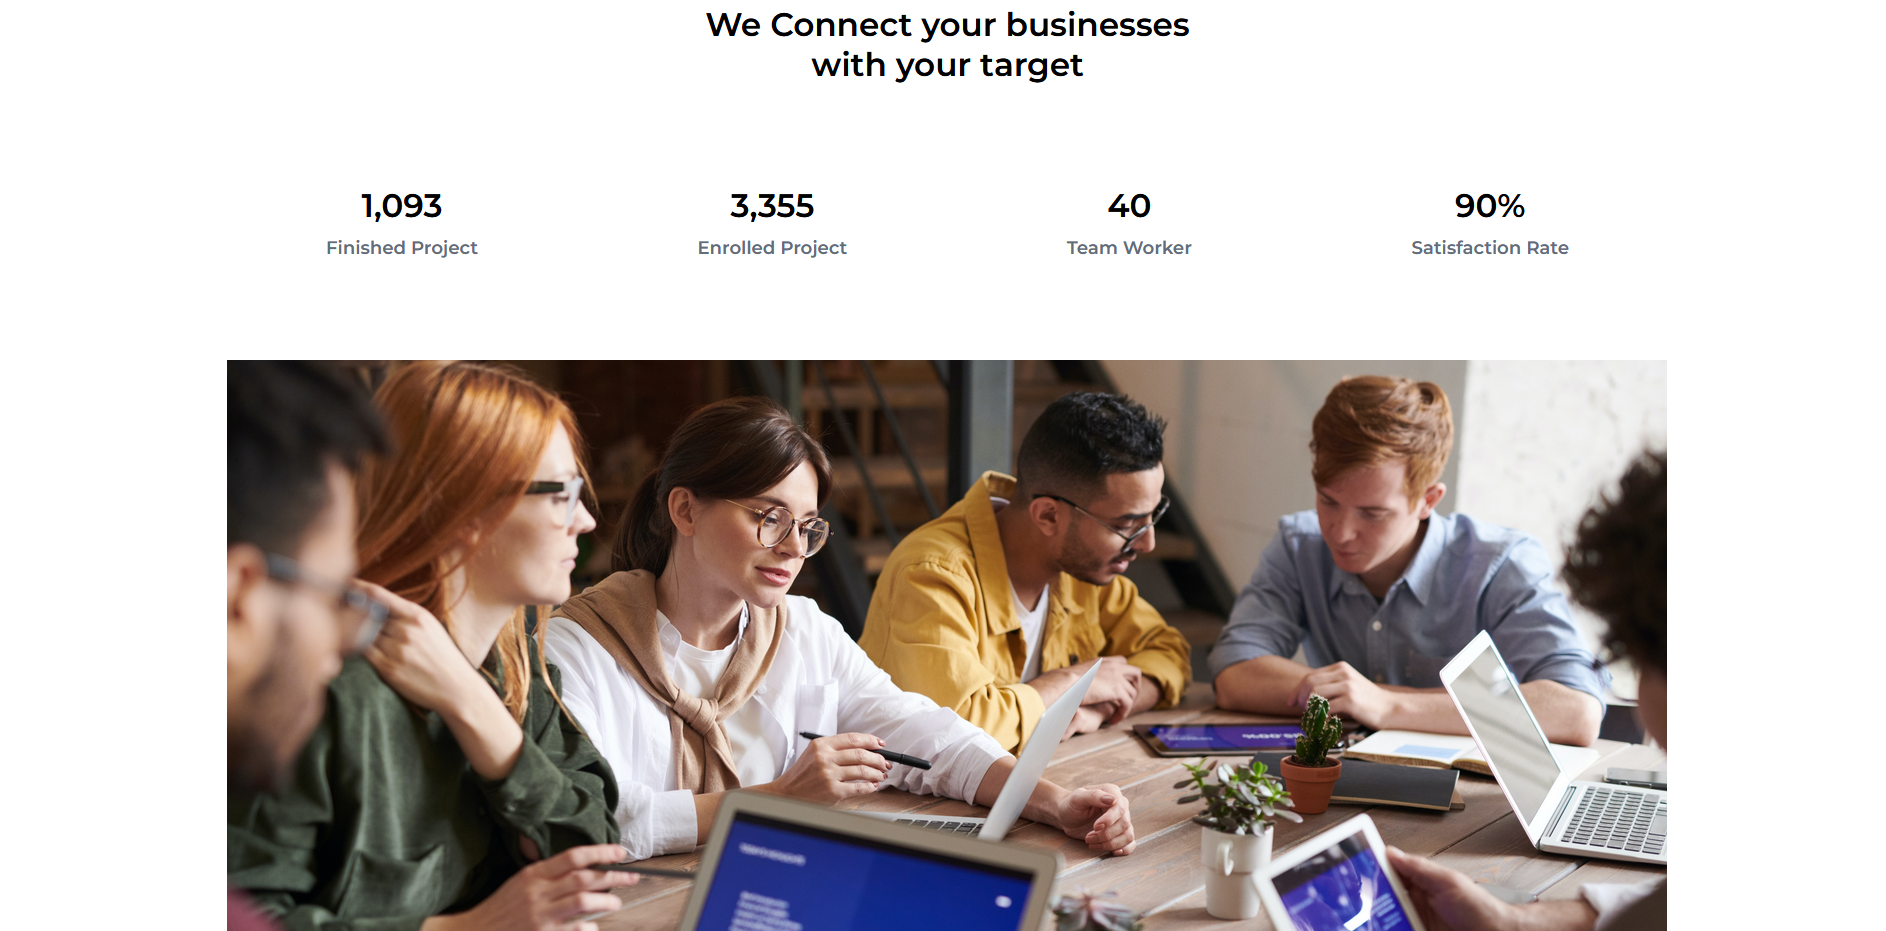 We Connect your businesses
with your target
1,093
3,355
40
90%
Finished Project
Enrolled Project
Team Worker
Satisfaction Rate